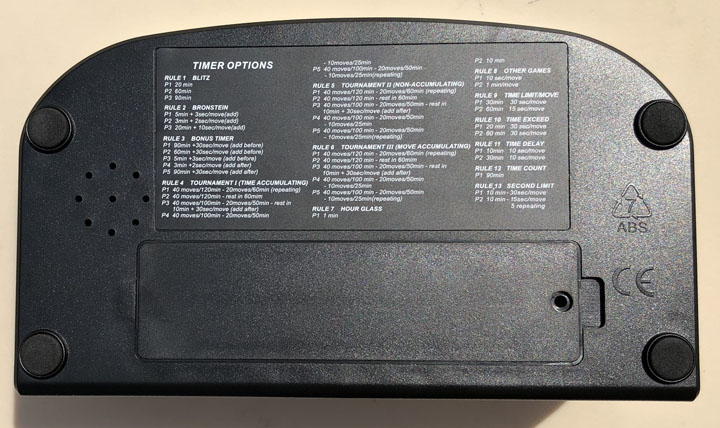 TIMER OPTIONS
RULE 1 BLITZ
P1 20 min
P2 60min
P3 90min
RULE 2 BRONSTEIN
P1 5min + 3sec/move(add)
P2 3min + 2sec/move(add)
P3 20min + 10sec/move(add)
RULE 3 BONUS TIMER
P1 90min +30sec/move (add before)
P2 60min +30sec/move (add before)
P3 5min +3sec/move (add before)
P4 3min +2sec/move (add after)
P5 90min +30sec/move (add after)
RULE 4 TOURNAMENT I (TIME ACCUMULATING)
P1 40 moves/120min - 20moves/60min (repeating)
P2 40 moves/120min - rest in 60mim
P3 40 moves/100min - 20moves/50min - rest in
10min + 30sec/move (add after)
P4 40 moves/100min - 20moves/50min
- 10moves/25min
P5 40 moves/100min - 20moves/50min
- 10moves/25min(repeating)
RULE 5 TOURNAMENT II (NON-ACCUMULATING)
P1 40 moves/120 min - 20moves/60min (repeating)
P2 40 moves/120 min - rest in 60mim
P3 40 moves/100 min - 20moves/50min - rest
10min + 30sec/move (add after)
P4 40 moves/100 min - 20moves/50min
- 10moves/25min
P5 40 moves/100 min - 20moves/50min
- 10moves/25min(repeating)
RULE 6 TOURNAMENT III (MOVE ACCUMULATED)
P1 40 moves/120 min - 20moves/60min (repeating)
P2 40 moves/120 min - rest in 60mim
P3 40 moves/100 min - 20moves/50min - rest in
10min + 30sec/move (add after)
P4 40 moves/100 min - 20moves/50min
- 10moves/25min
P5 40 moves/100 min - 20moves/50min
- 10moves/25min(repeating)
RULE 7 HOUR GLASS
P1 1 min
P2 10 min
RULE 8 OTHER GAMES
P1 10 sec/move
P2 1 min/move
RULE 9 TIME LIMIT/MOVE
P1 30min 30 sec/move
P2 60min 15 sec/move
RULE 10 TIME EXCEED
P1 20 min 30 sec/move
P2 60 min 30 sec/move
RULE 11 TIME DELAY
P1 10min 10 sec/move
P2 30min 10 sec/move
RULE 12 TIME COUNT
P1 90min
RULE,13 SECOND LIMIT
P1 10 min-30sec/move
P2 10 min - 15sec/move
5 repeating
7
ABS
CE